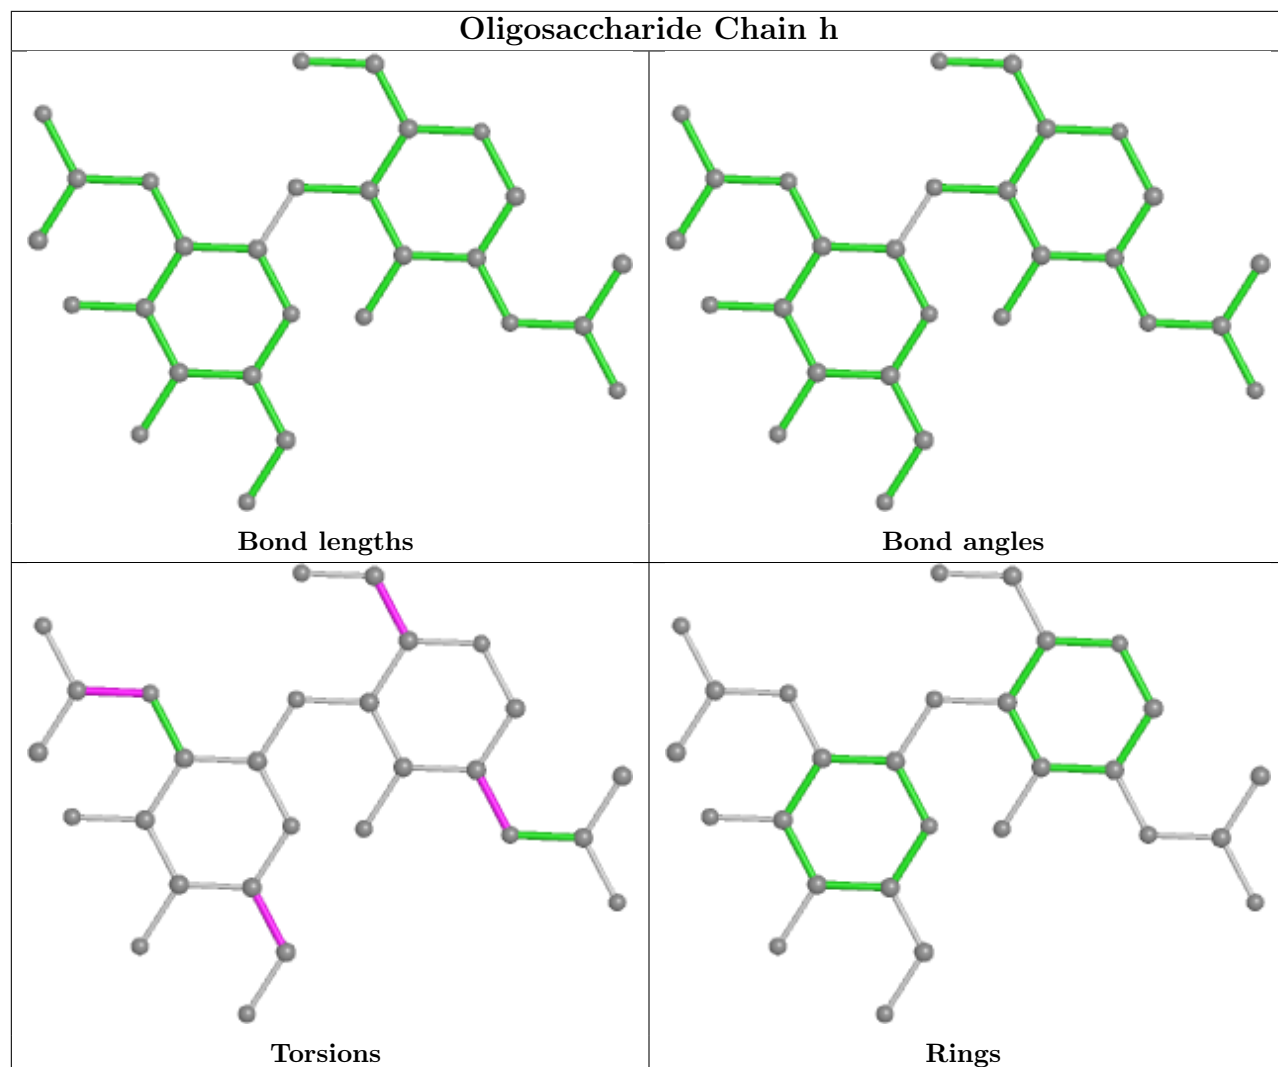 Oligosaccharide Chain h
Bond lengths
Bond angles
Torsions
Rings